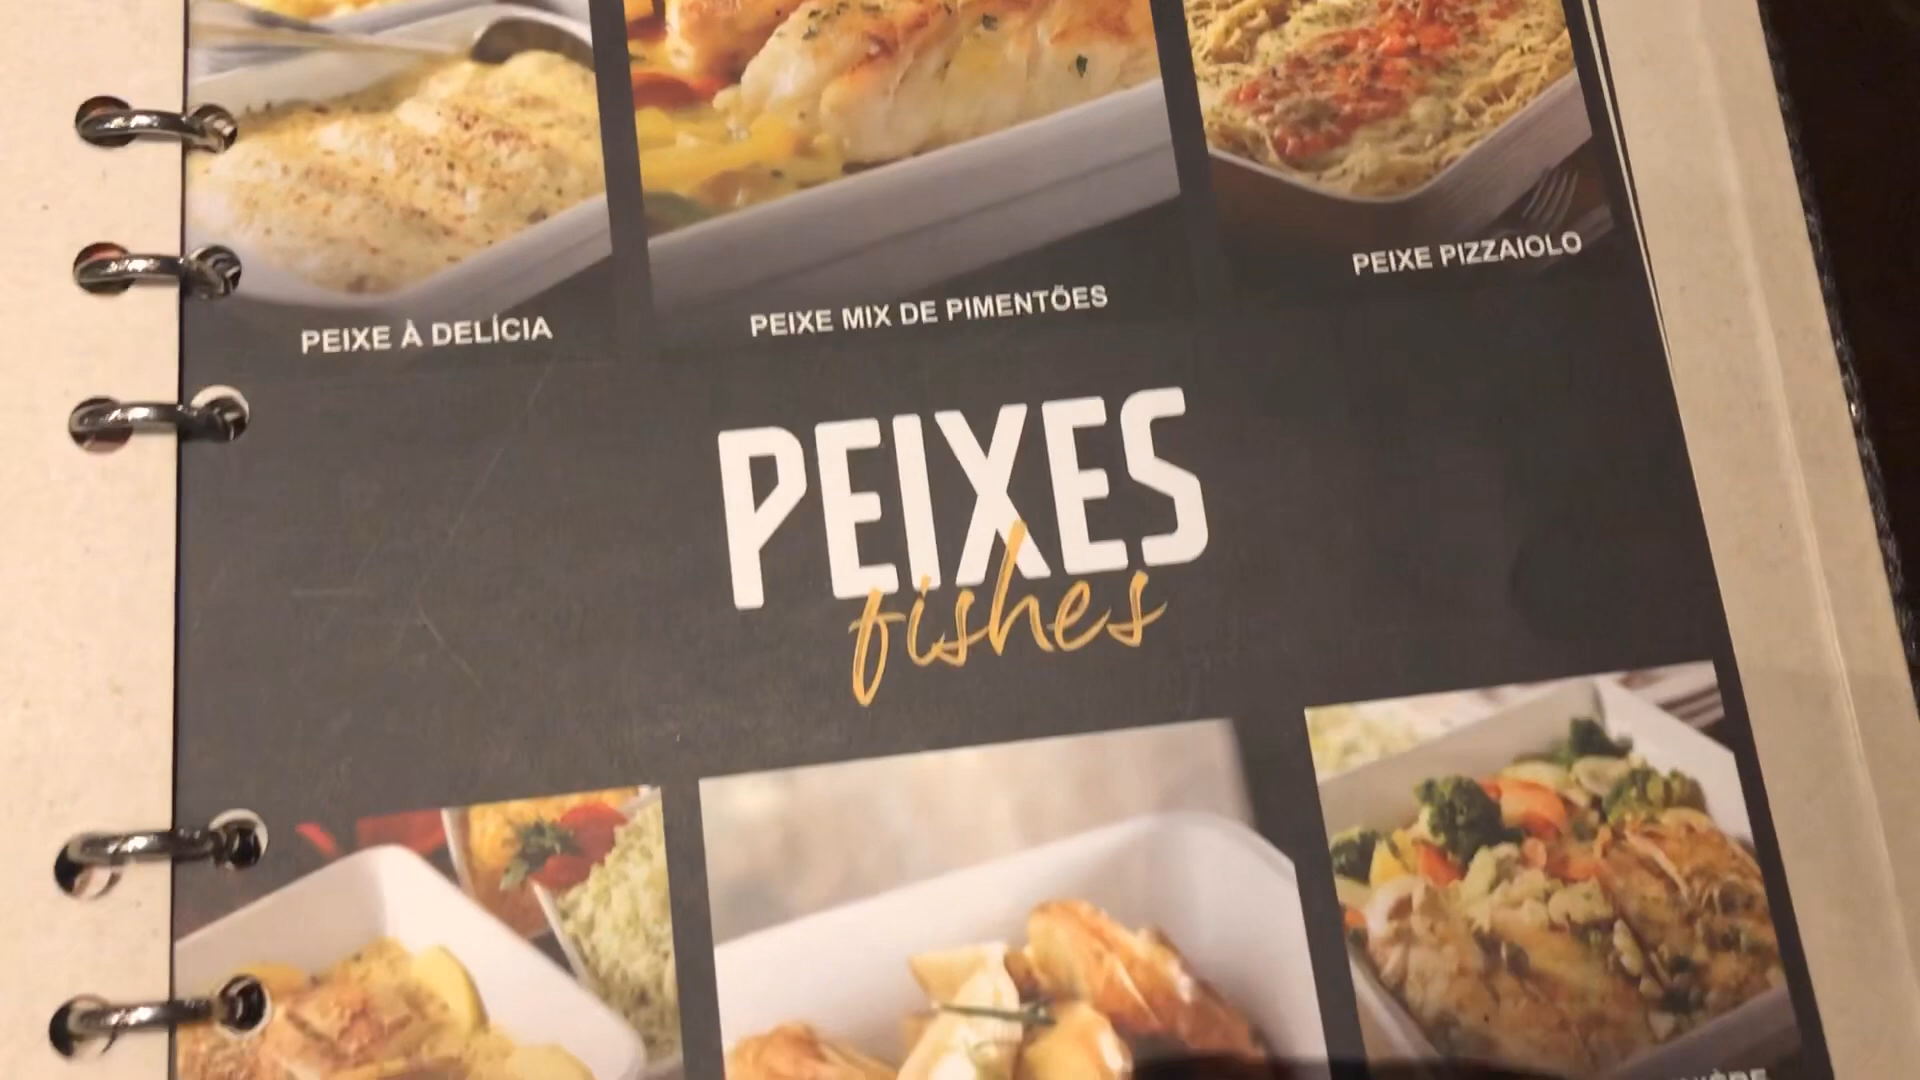 PEIXE À DELÍCIA
PEIXE MIX DE PIMENTÕES
PEIXE PIZZAIOLO
PEIXES
fishes